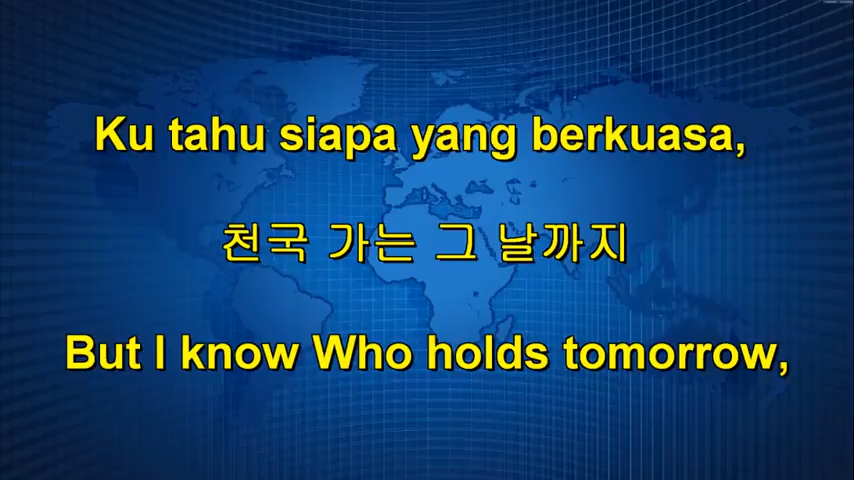 Ku tahu siapa yang berkuasa,
천국 가는 그 날까지
But I know Who holds tomorrow,